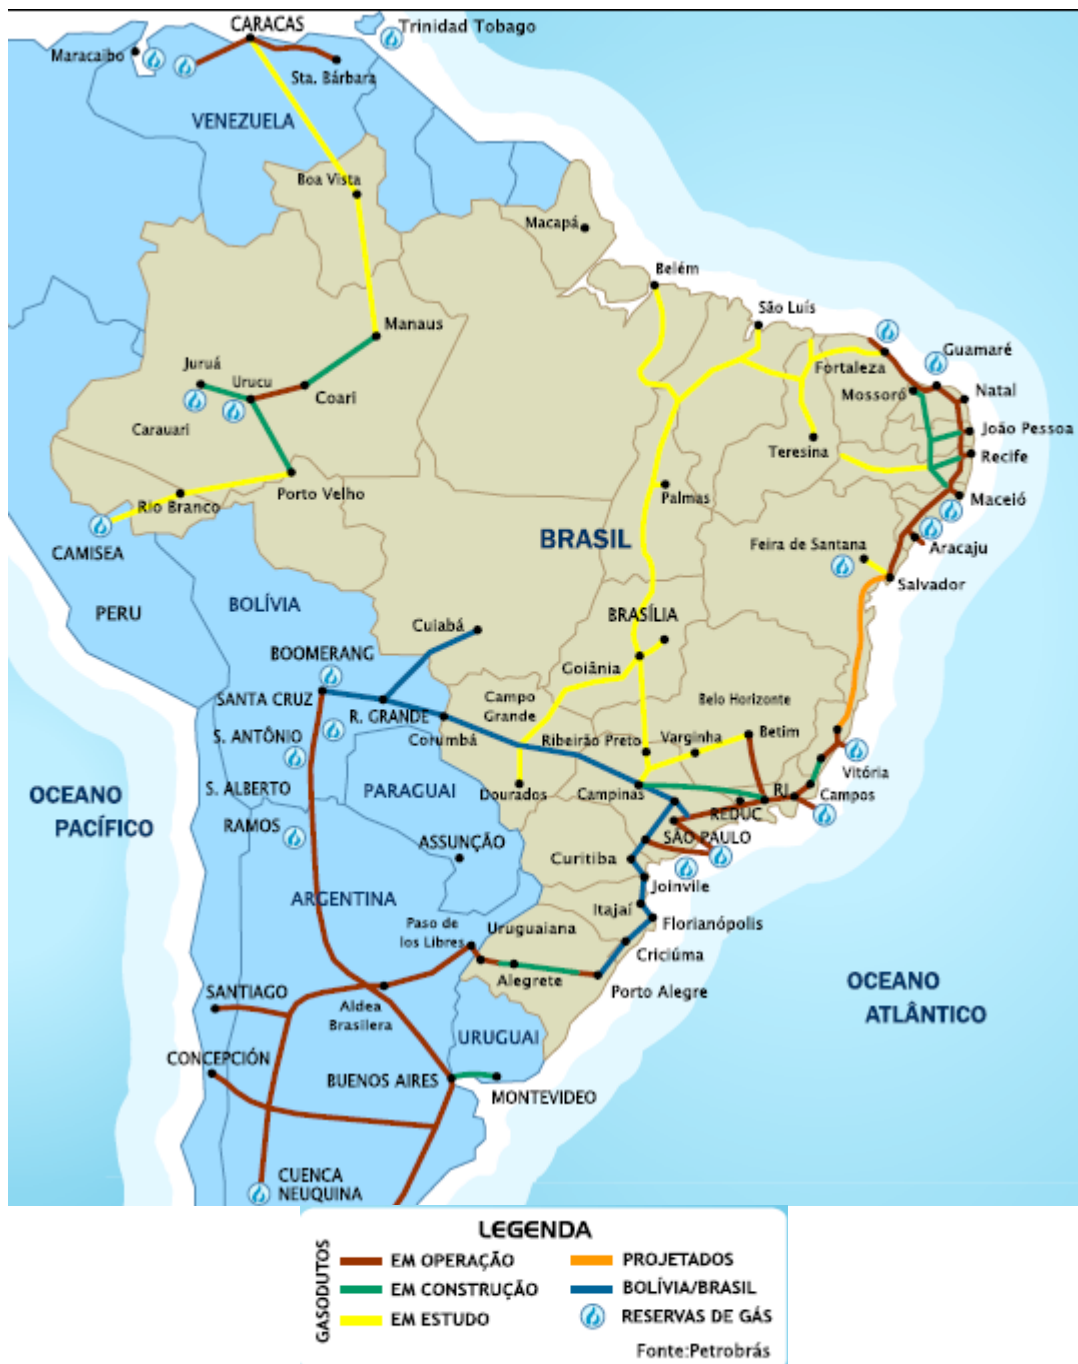 CARACAS
Trinidad Tobago
Maracaibo
Sta. Bárbara
VENEZUELA
Boa Vista
Macapá
Belém
São Luís
Manaus
Guamaré
Fortaleza
Juruá
Urucu
Coari
Mossoró
Natal
Carauari
João Pessoa
Teresina
Recife
Porto Velho
Palmas
Rio Branco
Maceió
CAMISEA
BRASIL
Feira de Santana
Aracaju
Salvador
PERU
BOLÍVIA
Cuiabá
BRASÍLIA
BOOMERANG
Goiânia
SANTA CRUZ
R. GRANDE
Campo
Grande
Belo Horizonte
S. ANTÔNIO
Corumbá
Ribeirão Preto
Varginha
Betim
Vitória
S. ALBERTO
PARAGUAI
Dourados
Campinas
RJ
Campos
OCEANO
PACÍFICO
REDUC
RAMOS
ASSUNÇÃO
SÃO PAULO
Curitiba
Joinvile
ARGENTINA
Itajaí
Paso de
los Libres
Uruguaiana
Florianópolis
Criciúma
Alegrete
Porto Alegre
OCEANO
ATLÂNTICO
SANTIAGO
Aldea
Brasilera
URUGUAI
CONCEPCIÓN
BUENOS AIRES
MONTEVIDEO
CUENCA
NEUQUINA
LEGENDA
GASODUTOS
EM OPERAÇÃO
EM CONSTRUÇÃO
EM ESTUDO
PROJETADOS
BOLÍVIA/BRASIL
RESERVAS DE GÁS
Fonte:Petrobrás